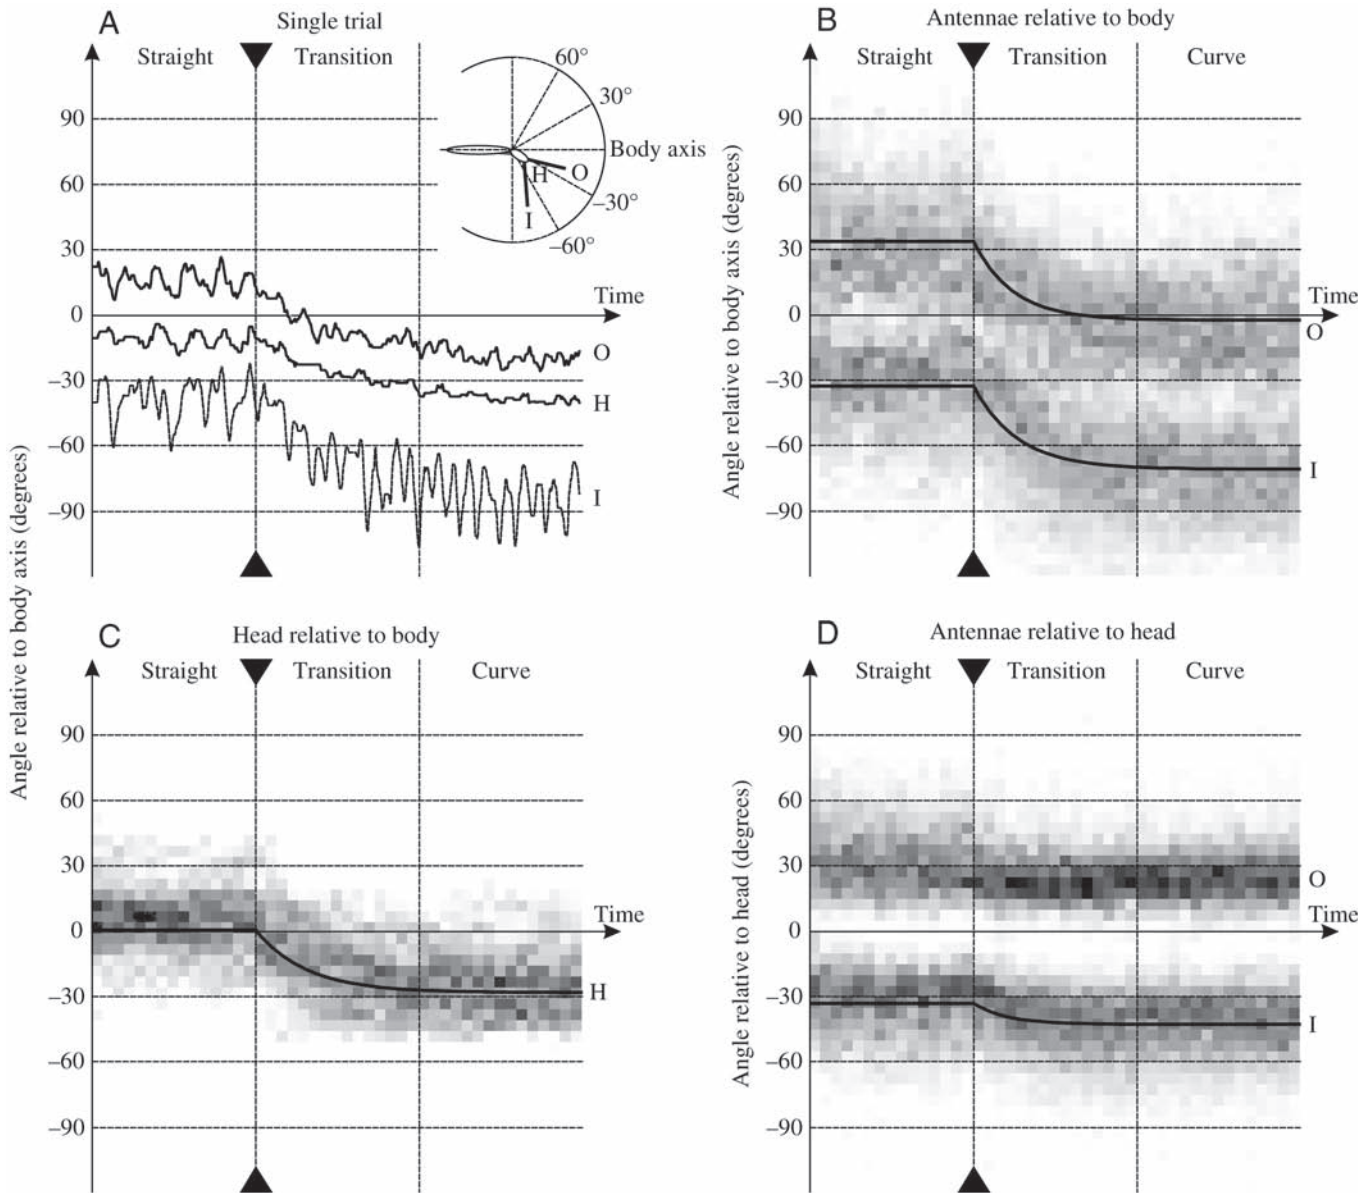 A
Single trial
Straight
Transition
60°
30°
Body axis
H
O
–30°
I
–60°
90
60
30
0
–30
–60
–90
Time
O
H
I
Angle relative to body axis (degrees)
B
Antennae relative to body
Straight
Transition
Curve
90
60
30
0
–30
–60
–90
Time
O
I
Angle relative to body axis (degrees)
C
Head relative to body
Straight
Transition
Curve
90
60
30
0
–30
–60
–90
Time
H
D
Antennae relative to head
Straight
Transition
Curve
90
60
30
0
–30
–60
–90
O
Time
I
Angle relative to head (degrees)